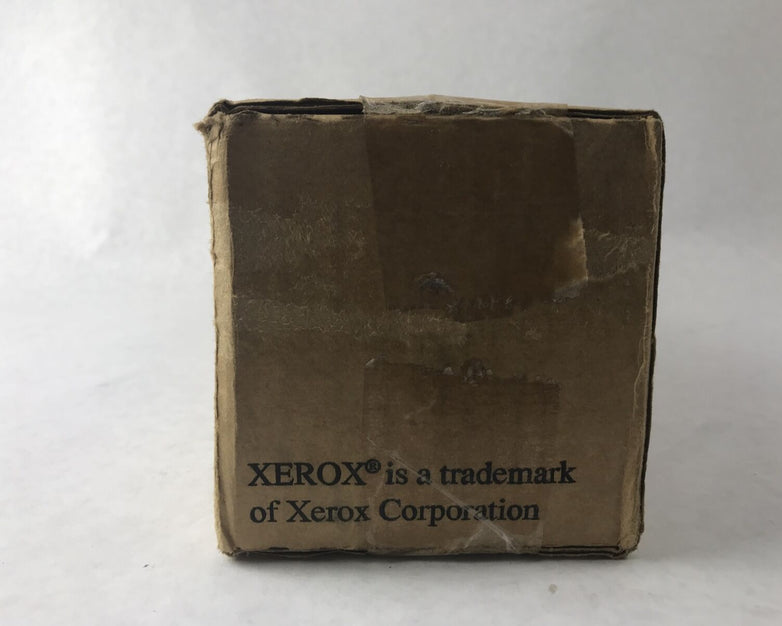 XEROX® is a trademark
of Xerox Corporation